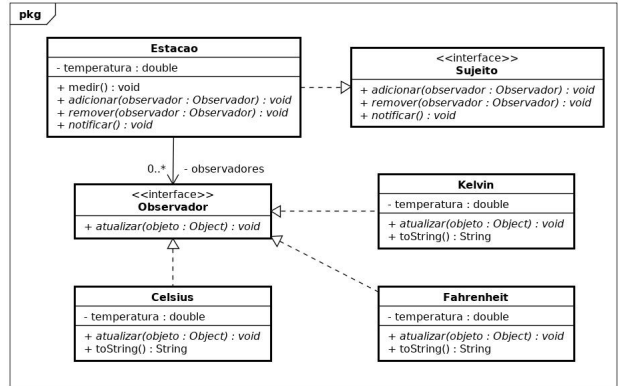 pkg
Estacao
- temperatura : double
+ medir() : void
+ adicionar(observador : Observador) : void
+ remover(observador : Observador) : void
+ notificar() : void
<<interface>>
Sujeito
+ adicionar(observador : Observador) : void
+ remover(observador : Observador) : void
+ notificar() : void
0..* - observadores
<<interface>>
Observador
+ atualizar(objeto : Object) : void
Kelvin
- temperatura : double
+ atualizar(objeto : Object) : void
+ toString() : String
Celsius
- temperatura : double
+ atualizar(objeto : Object) : void
+ toString() : String
Fahrenheit
- temperatura : double
+ atualizar(objeto : Object) : void
+ toString() : String